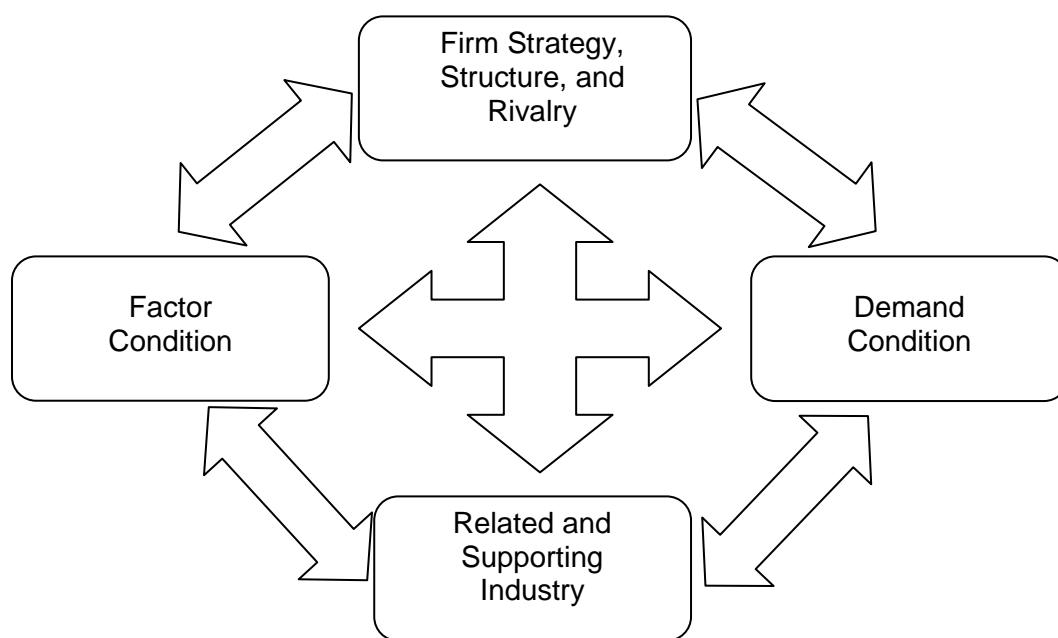 Firm Strategy,
Structure, and
Rivalry
Factor
Condition
Demand
Condition
Related and
Supporting
Industry